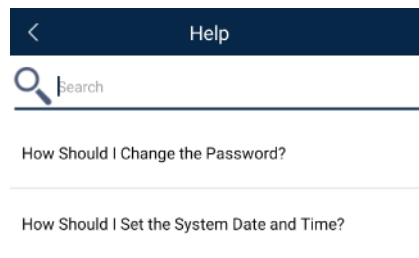 Help
Search
How Should I Change the Password?
How Should I Set the System Date and Time?